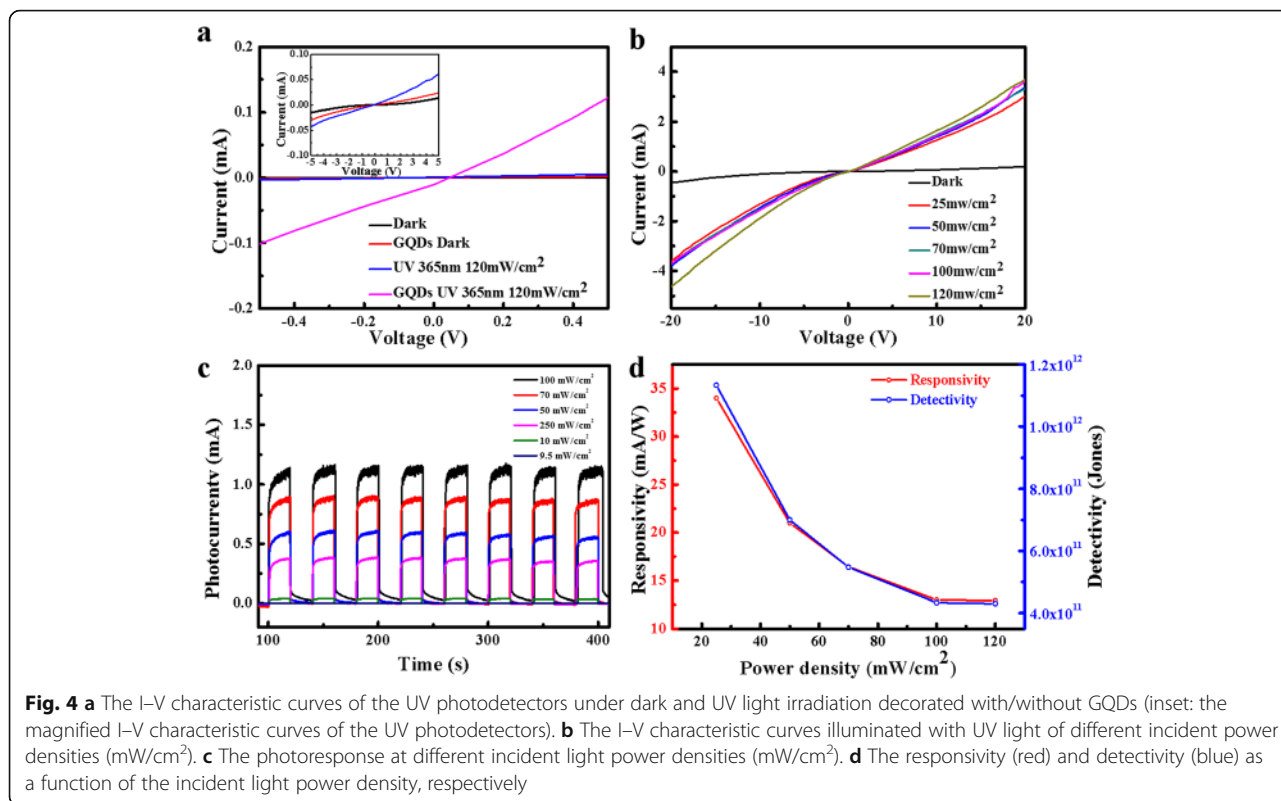 a
0.2
0.1
0.0
-0.1
-0.2
Current (mA)
-0.4
-0.2
0.0
0.2
0.4
Voltage (V)
0.10
0.05
0.00
-0.05
-0.10
Current (mA)
-5 -4 -3 -2 -1 0 1 2 3 4 5
Voltage (V)
Dark
GQDs Dark
UV 365nm 120mW/cm²
GQDs UV 365nm 120mW/cm²
b
4
2
0
-2
-4
Current (mA)
-20
-10
0
10
20
Voltage (V)
Dark
25mw/cm²
50mw/cm²
70mw/cm²
100mw/cm²
120mw/cm²
c
2.0
1.5
1.0
0.5
0.0
Photocurrentv (mA)
100
200
300
400
Time (s)
100 mW/cm²
70 mW/cm²
50 mW/cm²
250 mW/cm²
10 mW/cm²
9.5 mW/cm²
d
35
30
25
20
15
10
Responsivity (mA/W)
20
40
60
80
100
120
Power density (mW/cm²)
Responsivity
Detectivity
1.2x10¹²
1.0x10¹²
8.0x10¹¹
6.0x10¹¹
4.0x10¹¹
Detectivity (Jones)
Fig. 4 a The I–V characteristic curves of the UV photodetectors under dark and UV light irradiation decorated with/without GQDs (inset: the
magnified I–V characteristic curves of the UV photodetectors). b The I–V characteristic curves illuminated with UV light of different incident power
densities (mW/cm²). c The photoresponse at different incident light power densities (mW/cm²). d The responsivity (red) and detectivity (blue) as
a function of the incident light power density, respectively